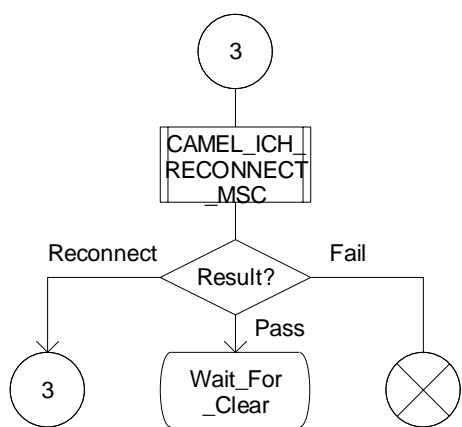 3
CAMEL_ICH_
RECONNECT
_MSC
Reconnect
Result?
Fail
Pass
3
Wait_For
_Clear